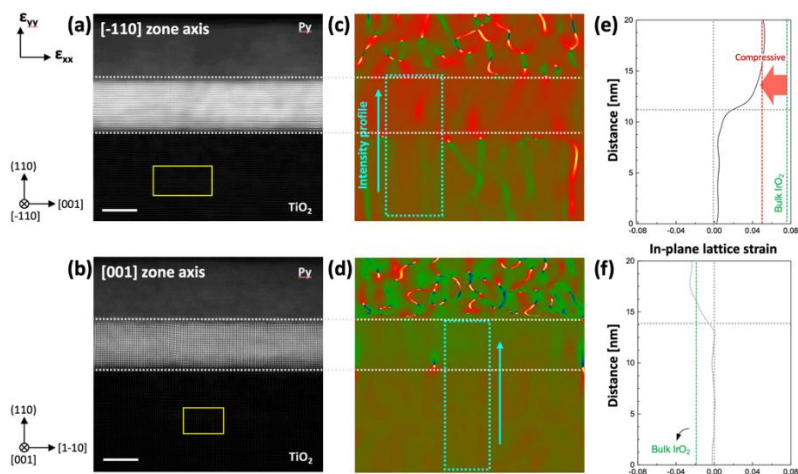 εyy
εxx
(a)
[-110] zone axis
Py
(110)
[001]
[-110]
TiO2
(c)
Intensity profile
(e)
20
15
10
5
0
Distance [nm]
Compressive
Bulk IrO2
-0.08 -0.04 0.00 0.04 0.08
In-plane lattice strain
(b)
[001] zone axis
Py
(110)
[1-10]
[001]
TiO2
(d)
(f)
20
15
10
5
0
Distance [nm]
Bulk IrO2
-0.08 -0.04 0.00 0.04 0.08